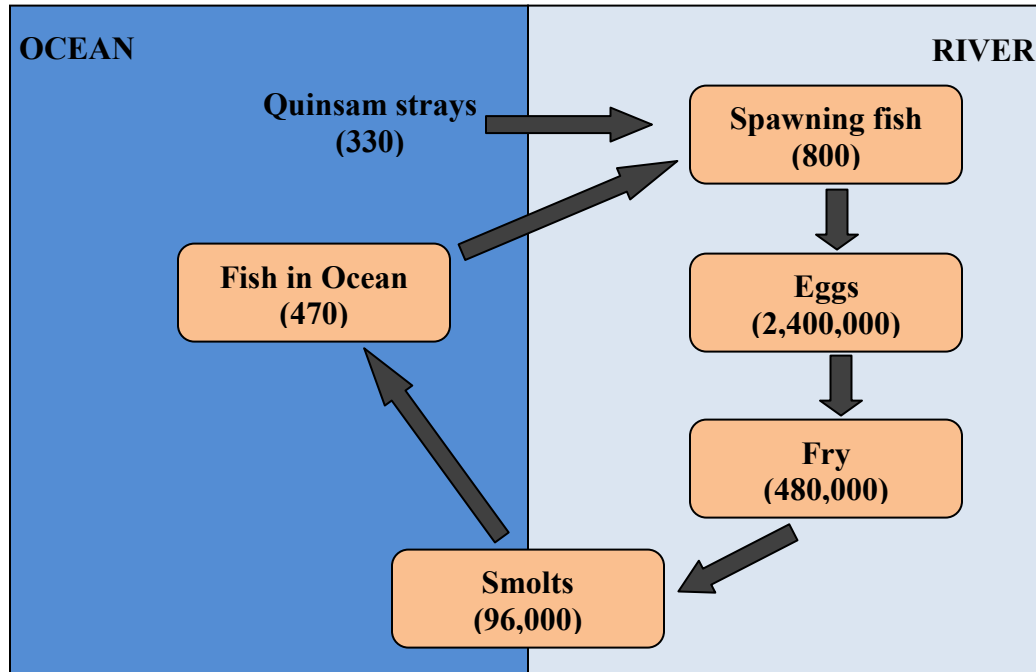 OCEAN
RIVER
Quinsam strays
(330)
Spawning fish
(800)
Fish in Ocean
(470)
Eggs
(2,400,000)
Fry
(480,000)
Smolts
(96,000)